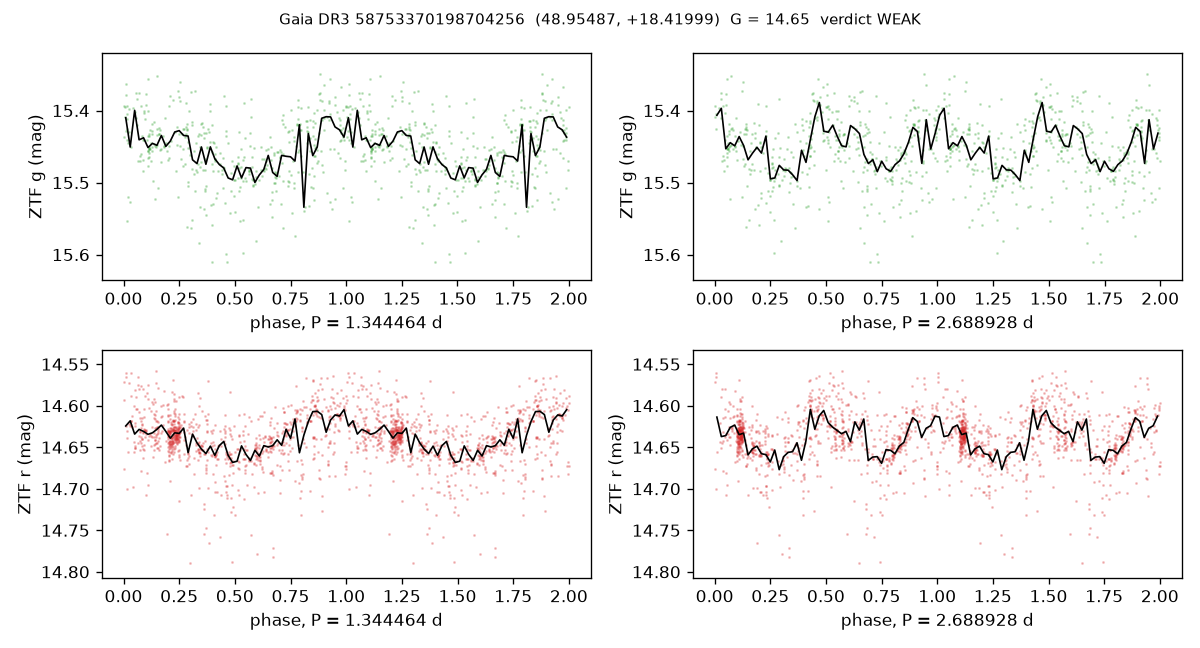 Gaia DR3 58753370198704256 (48.95487, +18.41999) G = 14.65 verdict WEAK
ZTF g (mag)
15.4
15.5
15.6
0.00 0.25 0.50 0.75 1.00 1.25 1.50 1.75 2.00
phase, P = 1.344464 d
ZTF g (mag)
15.4
15.5
15.6
0.00 0.25 0.50 0.75 1.00 1.25 1.50 1.75 2.00
phase, P = 2.688928 d
ZTF r (mag)
14.55
14.60
14.65
14.70
14.75
14.80
0.00 0.25 0.50 0.75 1.00 1.25 1.50 1.75 2.00
phase, P = 1.344464 d
ZTF r (mag)
14.55
14.60
14.65
14.70
14.75
14.80
0.00 0.25 0.50 0.75 1.00 1.25 1.50 1.75 2.00
phase, P = 2.688928 d